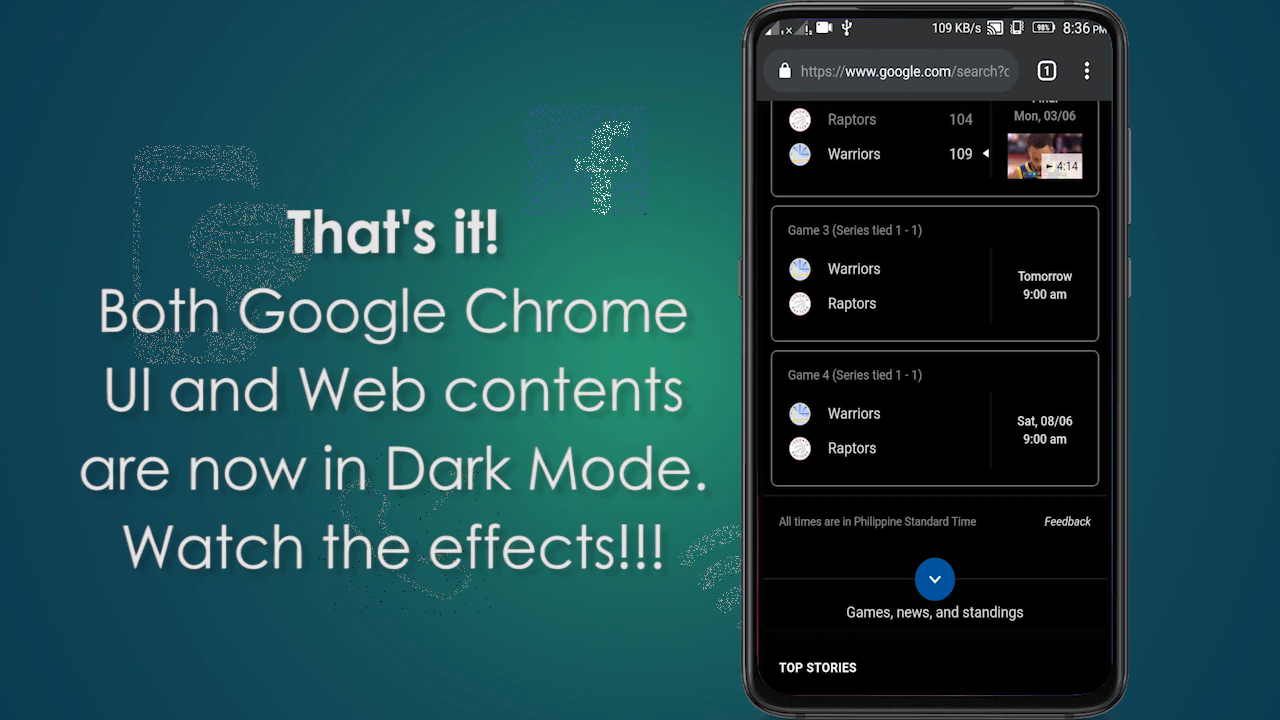 That's it!
Both Google Chrome
UI and Web contents
are now in Dark Mode.
Watch the effects!!!
109 KB/s 98% 8:36 PM
https://www.google.com/search?c
1
Raptors 104
Warriors 109
Final
Mon, 03/06
4:14
Game 3 (Series tied 1 - 1)
Warriors
Raptors
Tomorrow
9:00 am
Game 4 (Series tied 1 - 1)
Warriors
Raptors
Sat, 08/06
9:00 am
All times are in Philippine Standard Time
Feedback
Games, news, and standings
TOP STORIES